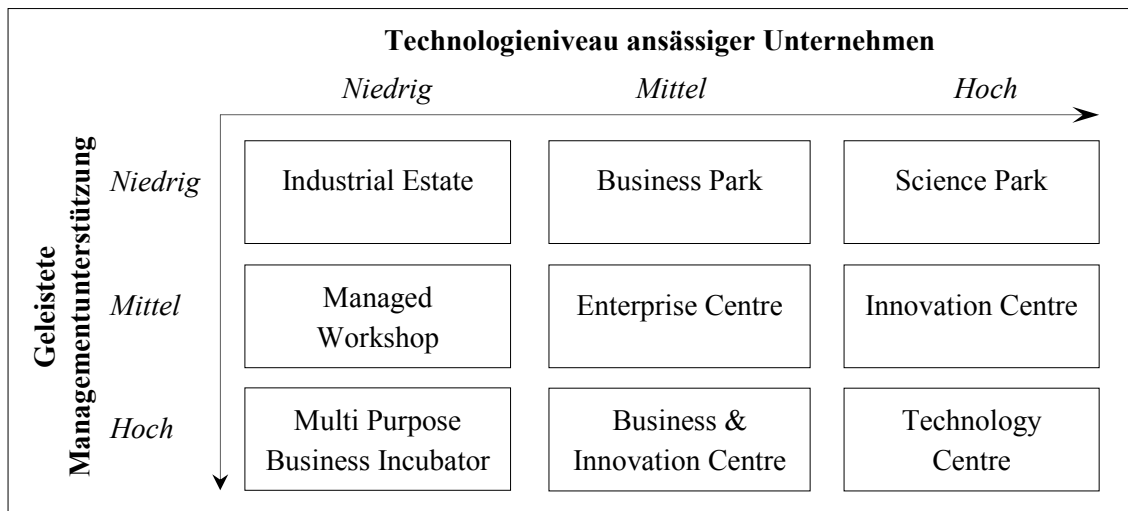 Technologieniveau ansässiger Unternehmen
Niedrig
Mittel
Hoch
Geleistete
Managementunterstützung
Niedrig
Industrial Estate
Business Park
Science Park
Mittel
Managed
Workshop
Enterprise Centre
Innovation Centre
Hoch
Multi Purpose
Business Incubator
Business &
Innovation Centre
Technology
Centre